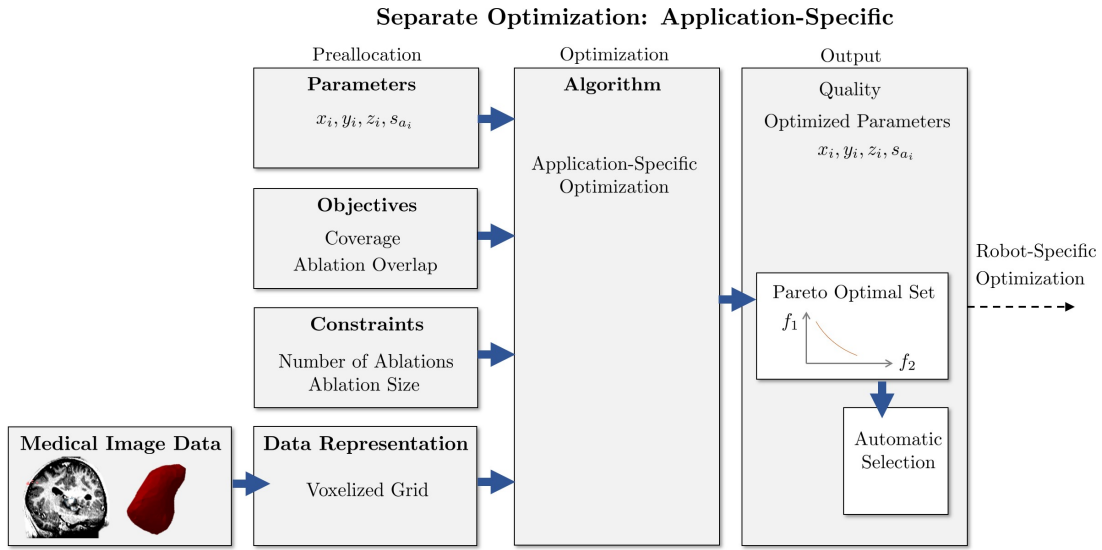 Separate Optimization: Application-Specific
Preallocation
Optimization
Output
Parameters
x_i, y_i, z_i, s_{a_i}
Objectives
Coverage
Ablation Overlap
Constraints
Number of Ablations
Ablation Size
Medical Image Data
Data Representation
Voxelized Grid
Algorithm
Application-Specific
Optimization
Quality
Optimized Parameters
x_i, y_i, z_i, s_{a_i}
Pareto Optimal Set
f_1
f_2
Automatic
Selection
Robot-Specific
Optimization